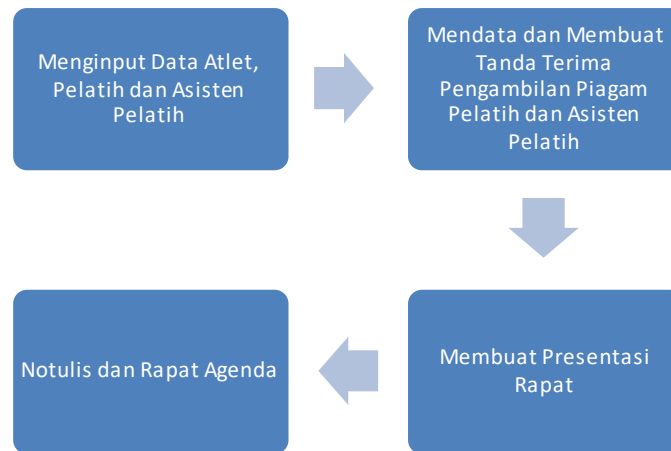 Menginput Data Atlet,
Pelatih dan Asisten
Pelatih
Mendata dan Membuat
Tanda Terima
Pengambilan Piagam
Pelatih dan Asisten
Pelatih
Membuat Presentasi
Rapat
Notulis dan Rapat Agenda